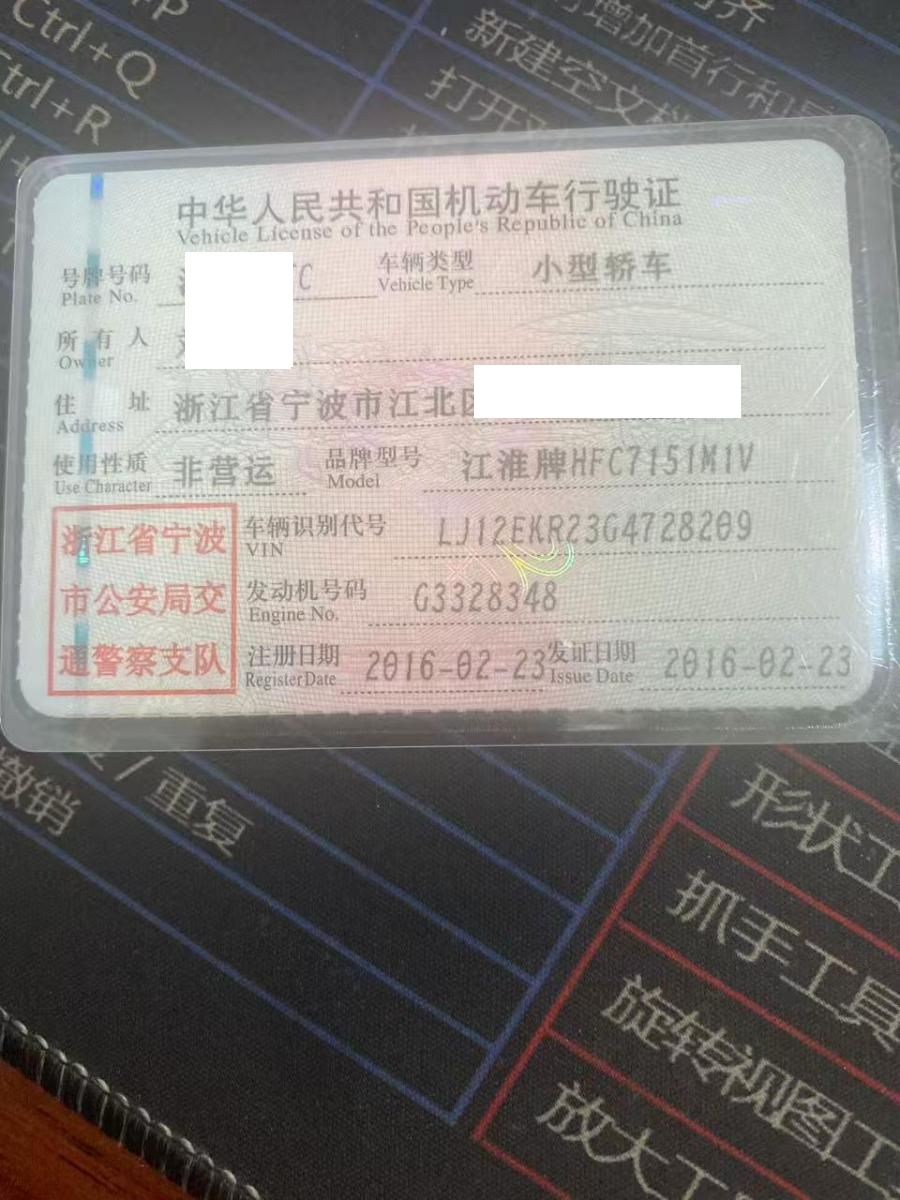 Ctrl+Q
新建空文档
打开
中华人民共和国机动车行驶证
Vehicle License of the People's Republic of China
号牌号码 车辆类型 小型轿车
Plate No. Vehicle Type
所有人
Owner
住址 浙江省宁波市江北区
Address
使用性质 非营运 品牌型号 江淮牌HFC7151M1V
Use Character Model
浙江省宁波
市公安局交
通警察支队
车辆识别代号 LJ12EKR23G4728209
VIN
发动机号码 G3328348
Engine No.
注册日期 2016-02-23 发证日期 2016-02-23
Register Date Issue Date
/重复
撤销
形状工
抓手工具
旋转视图工
放大工